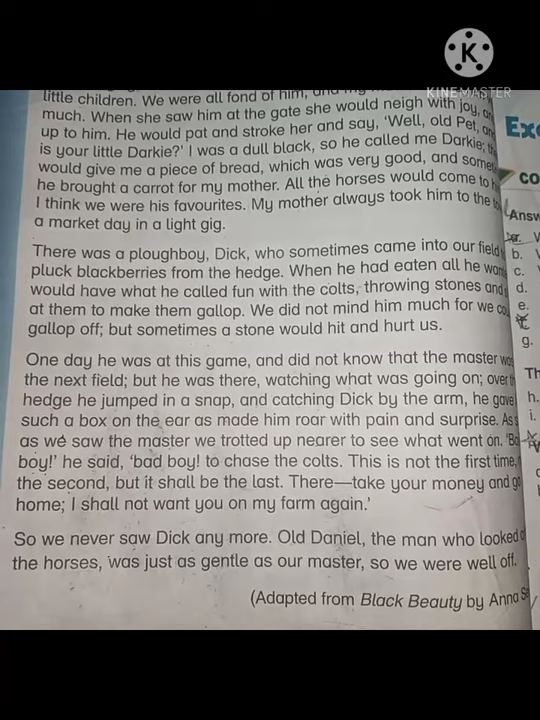 K
KINEMASTER
little children. We were all fond of him, and my
much. When she saw him at the gate she would neigh with joy,
up to him. He would pat and stroke her and say, 'Well, old Pet, an
is your little Darkie?' I was a dull black, so he called me Darkie; th
would give me a piece of bread, which was very good, and some
he brought a carrot for my mother. All the horses would come to h
I think we were his favourites. My mother always took him to the to
a market day in a light gig.
There was a ploughboy, Dick, who sometimes came into our field
pluck blackberries from the hedge. When he had eaten all he wan
would have what he called fun with the colts, throwing stones and
at them to make them gallop. We did not mind him much for we co
gallop off; but sometimes a stone would hit and hurt us.
One day he was at this game, and did not know that the master was
the next field; but he was there, watching what was going on; over th
hedge he jumped in a snap, and catching Dick by the arm, he gave
such a box on the ear as made him roar with pain and surprise. As s
as we saw the master we trotted up nearer to see what went on. 'Ba
boy!' he said, 'bad boy! to chase the colts. This is not the first time,
the second, but it shall be the last. There—take your money and go
home; I shall not want you on my farm again.'
So we never saw Dick any more. Old Daniel, the man who looked
the horses, was just as gentle as our master, so we were well off.
(Adapted from Black Beauty by Anna Se
Exe
CO
Answ
b.
c.
d.
e.
g.
Th
h.
i.